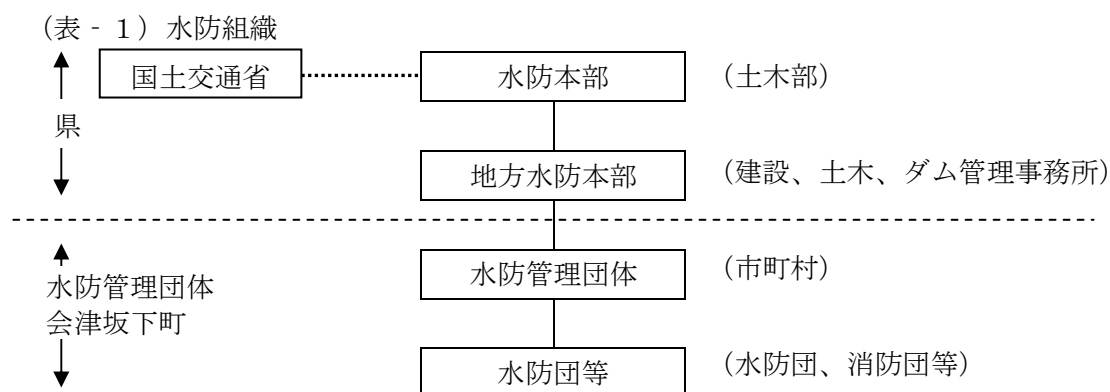 (表‐1)水防組織
国土交通省 水防本部 (土木部)
県
地方水防本部 (建設、土木、ダム管理事務所)
水防管理団体 (市町村)
水防管理団体
会津坂下町
水防団等 (水防団、消防団等)